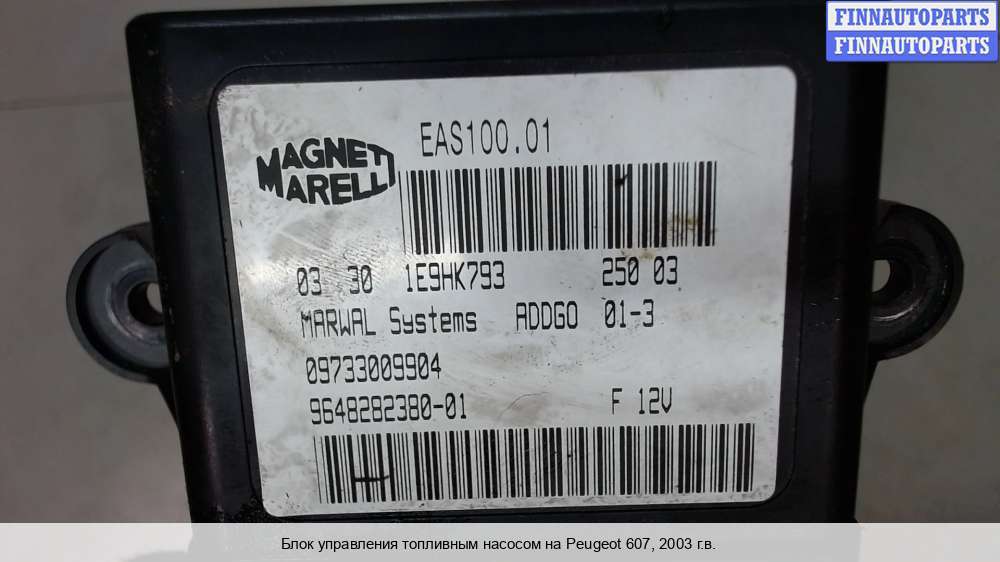 FINNAUTOPARTS
FINNAUTOPARTS
MAGNETI
MARELLI
EAS100.01
03 30 1E9HK793 250 03
MARWAL Systems ADDGO 01-3
09733009904
9648282380-01 F 12V
Блок управления топливным насосом на Peugeot 607, 2003 г.в.